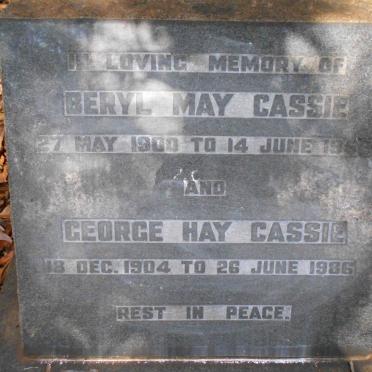 IN LOVING MEMORY OF
BERYL MAY CASSIE
27 MAY 1900 TO 14 JUNE
AND
GEORGE HAY CASSIE
18 DEC. 1904 TO 26 JUNE 1986
REST IN PEACE.